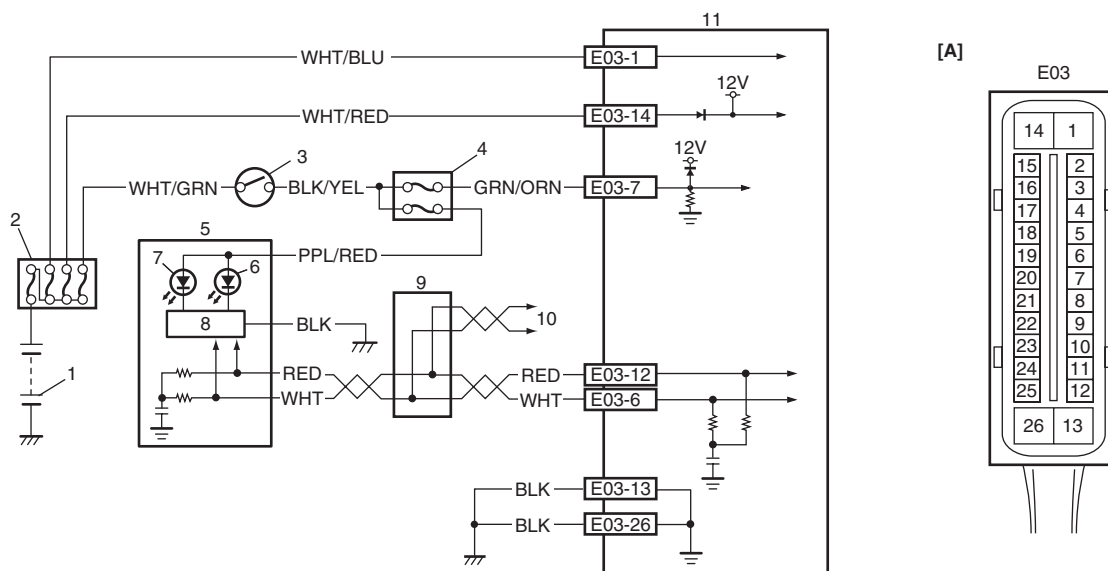 11
[A]
WHT/BLU E03-1
E03
12V
WHT/RED E03-14
14 1
3 4 12V
WHT/GRN BLK/YEL GRN/ORN E03-7
15 2
16 3
17 4
18 5
19 6
20 7
21 8
22 9
23 10
24 11
25 12
26 13
2 5
PPL/RED
7 6
9
8 BLK 10
1 RED RED E03-12
WHT WHT E03-6
BLK E03-13
BLK E03-26